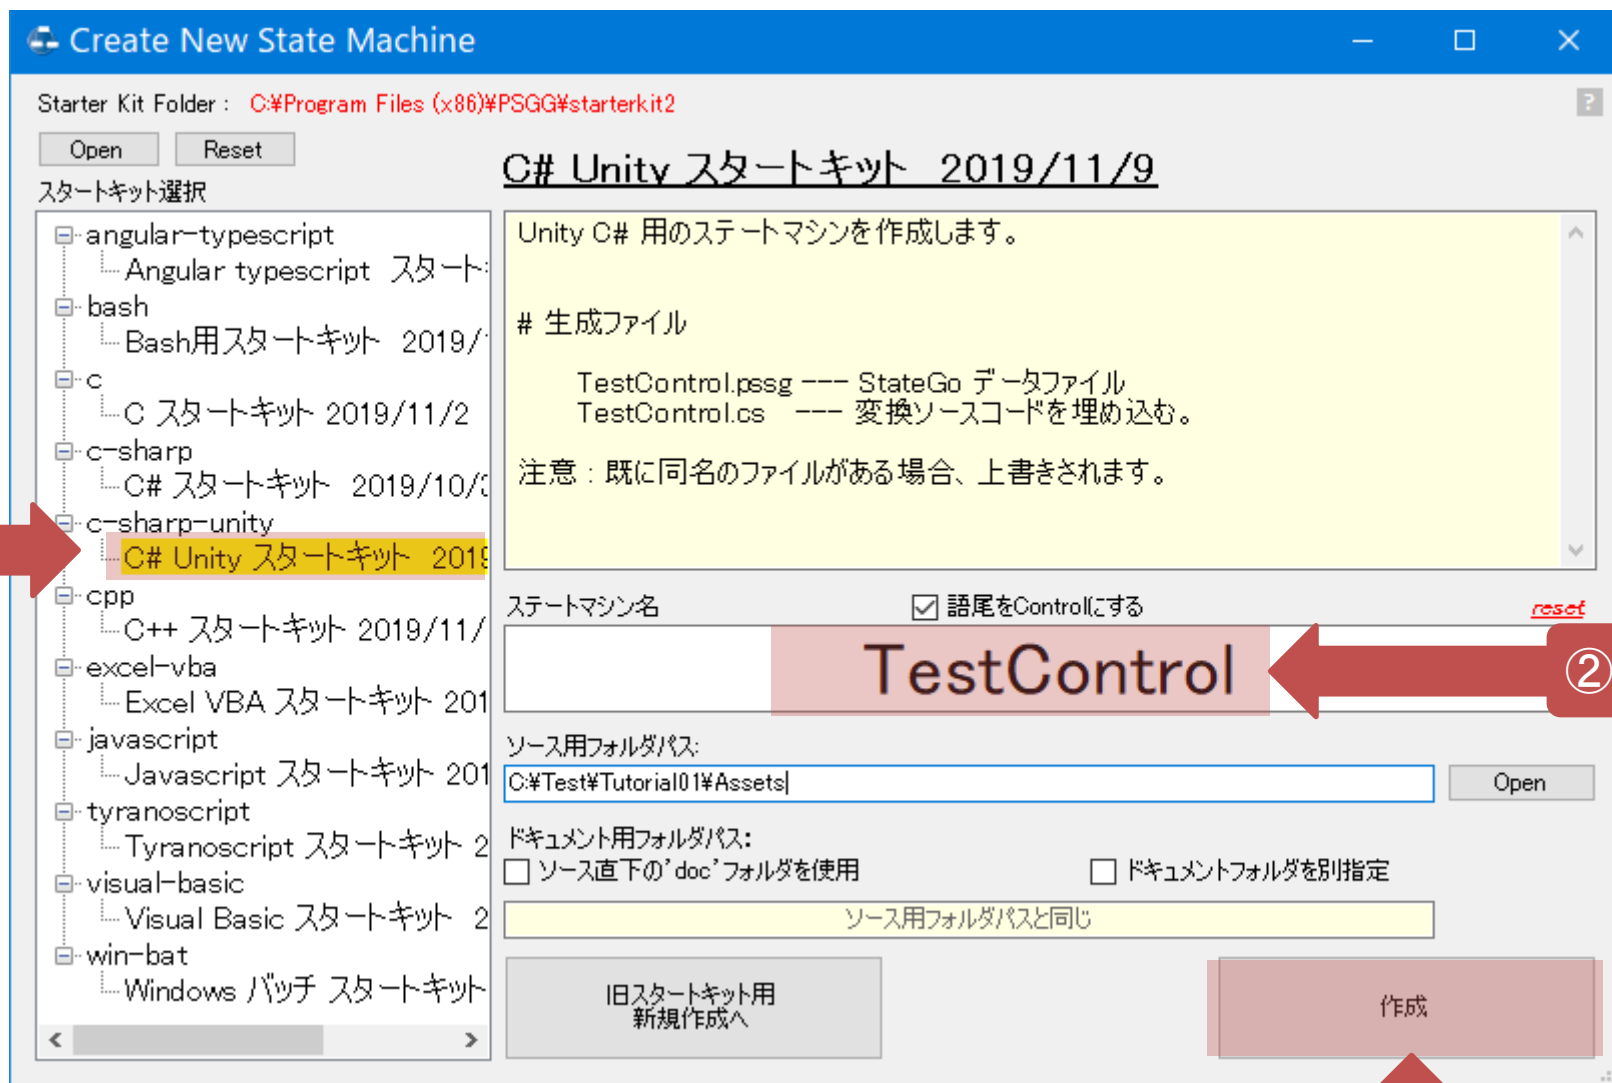 Create New State Machine
Starter Kit Folder : C:¥Program Files (x86)¥PSGG¥starterkit2
?
Open Reset
スタートキット選択
angular-typescript
Angular typescript スタート
bash
Bash用スタートキット 2019/
c
C スタートキット 2019/11/2
c-sharp
C# スタートキット 2019/10/
c-sharp-unity
C# Unity スタートキット 2019
cpp
C++ スタートキット 2019/11/
excel-vba
Excel VBA スタートキット 201
javascript
Javascript スタートキット 201
tyranoscript
Tyranoscript スタートキット 2
visual-basic
Visual Basic スタートキット 2
win-bat
Windows バッチ スタートキット
C# Unity スタートキット 2019/11/9
Unity C# 用のステートマシンを作成します。
# 生成ファイル
TestControl.pssg --- StateGo データファイル
TestControl.cs --- 変換ソースコードを埋め込む。
注意：既に同名のファイルがある場合、上書きされます。
ステートマシン名 語尾をControlにする reset
TestControl
②
ソース用フォルダパス:
C:¥Test¥Tutorial01¥Assets Open
ドキュメント用フォルダパス:
ソース直下の'doc'フォルダを使用 ドキュメントフォルダを別指定
ソース用フォルダパスと同じ
旧スタートキット用
新規作成へ
作成